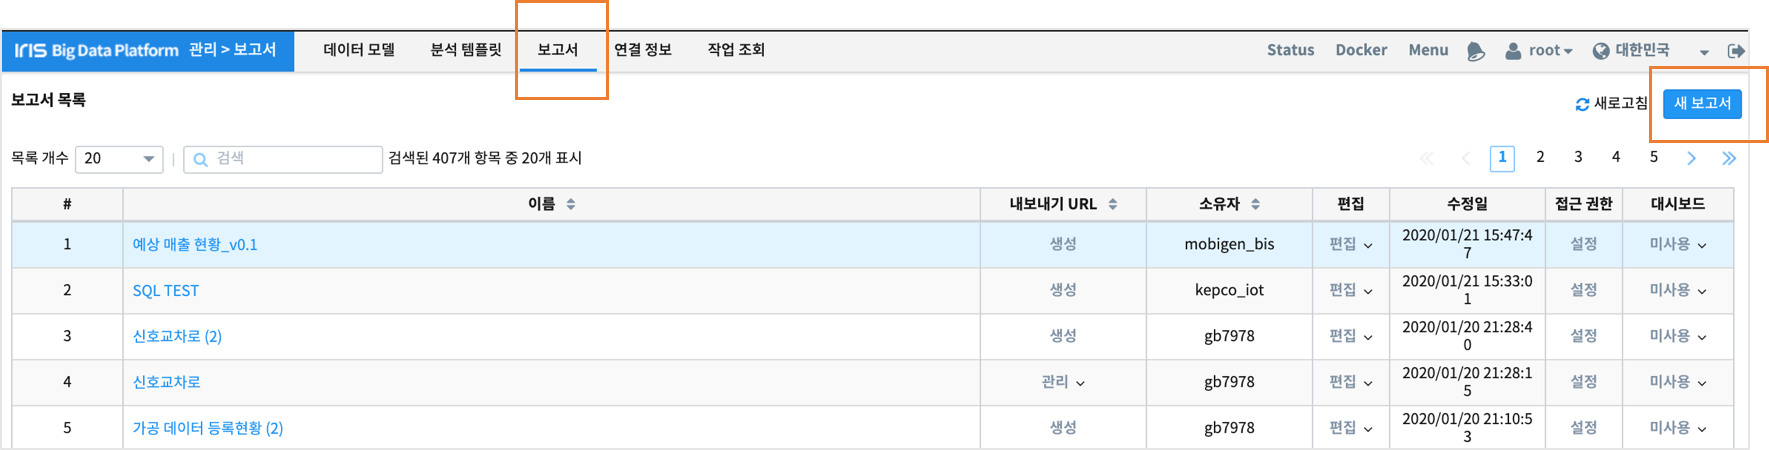 IRIS Big Data Platform 관리 > 보고서 데이터 모델 분석 템플릿 보고서 연결 정보 작업 조회 Status Docker Menu root 대한민국
보고서 목록 새로고침 새 보고서
목록 개수 20 | 검색 검색된 407개 항목 중 20개 표시 1 2 3 4 5
# 이름 내보내기 URL 소유자 편집 수정일 접근 권한 대시보드
1 예상 매출 현황_v0.1 생성 mobigen_bis 편집 2020/01/21 15:47:4
7 설정 미사용
2 SQL TEST 생성 kepco_iot 편집 2020/01/21 15:33:0
1 설정 미사용
3 신호교차로 (2) 생성 gb7978 편집 2020/01/20 21:28:4
0 설정 미사용
4 신호교차로 관리 gb7978 편집 2020/01/20 21:28:1
5 설정 미사용
5 가공 데이터 등록현황 (2) 생성 gb7978 편집 2020/01/20 21:10:5
3 설정 미사용